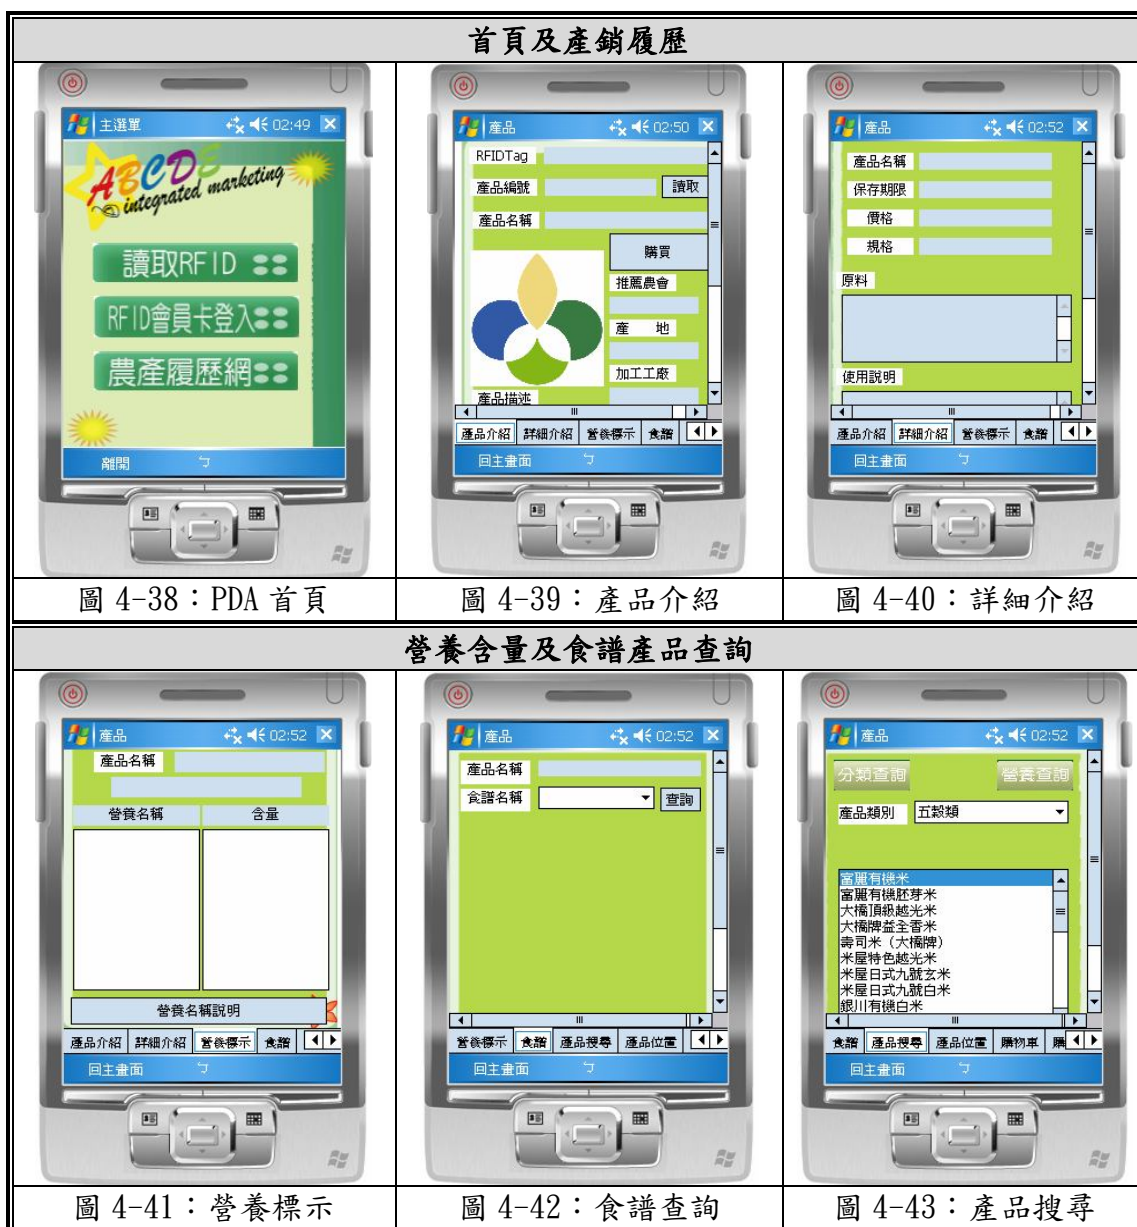 首頁及產銷履歷
主選單 02:49
ABCDE
integrated marketing
讀取RFID
RFID會員卡登入
農產履歷網
離開
產品 02:50
RFIDTag
產品編號 讀取
產品名稱
購買
推薦農會
產 地
加工工廠
產品描述
產品介紹 詳細介紹 營養標示 食譜
回主畫面
產品 02:52
產品名稱
保存期限
價格
規格
原料
使用說明
產品介紹 詳細介紹 營養標示 食譜
回主畫面
圖 4-38：PDA 首頁
圖 4-39：產品介紹
圖 4-40：詳細介紹
營養含量及食譜產品查詢
產品 02:52
產品名稱
營養名稱 含量
營養名稱說明
產品介紹 詳細介紹 營養標示 食譜
回主畫面
產品 02:52
產品名稱
食譜名稱 查詢
營養標示 食譜 產品搜尋 產品位置
回主畫面
產品 02:52
分類查詢 營養查詢
產品類別 五穀類
富麗有機米
富麗有機胚芽米
大橋頂級越光米
大橋牌益全香米
壽司米（大橋牌）
米屋特色越光米
米屋日式九號玄米
米屋日式九號白米
銀川有機白米
食譜 產品搜尋 產品位置 購物車 購
回主畫面
圖 4-41：營養標示
圖 4-42：食譜查詢
圖 4-43：產品搜尋